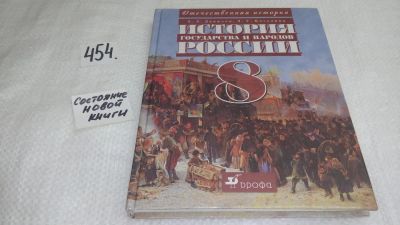 454.
Состояние
новой
книги
Отечественная история
ИСТОРИЯ
ГОСУДАРСТВА И НАРОДОВ
РОССИИ
8
дрофа